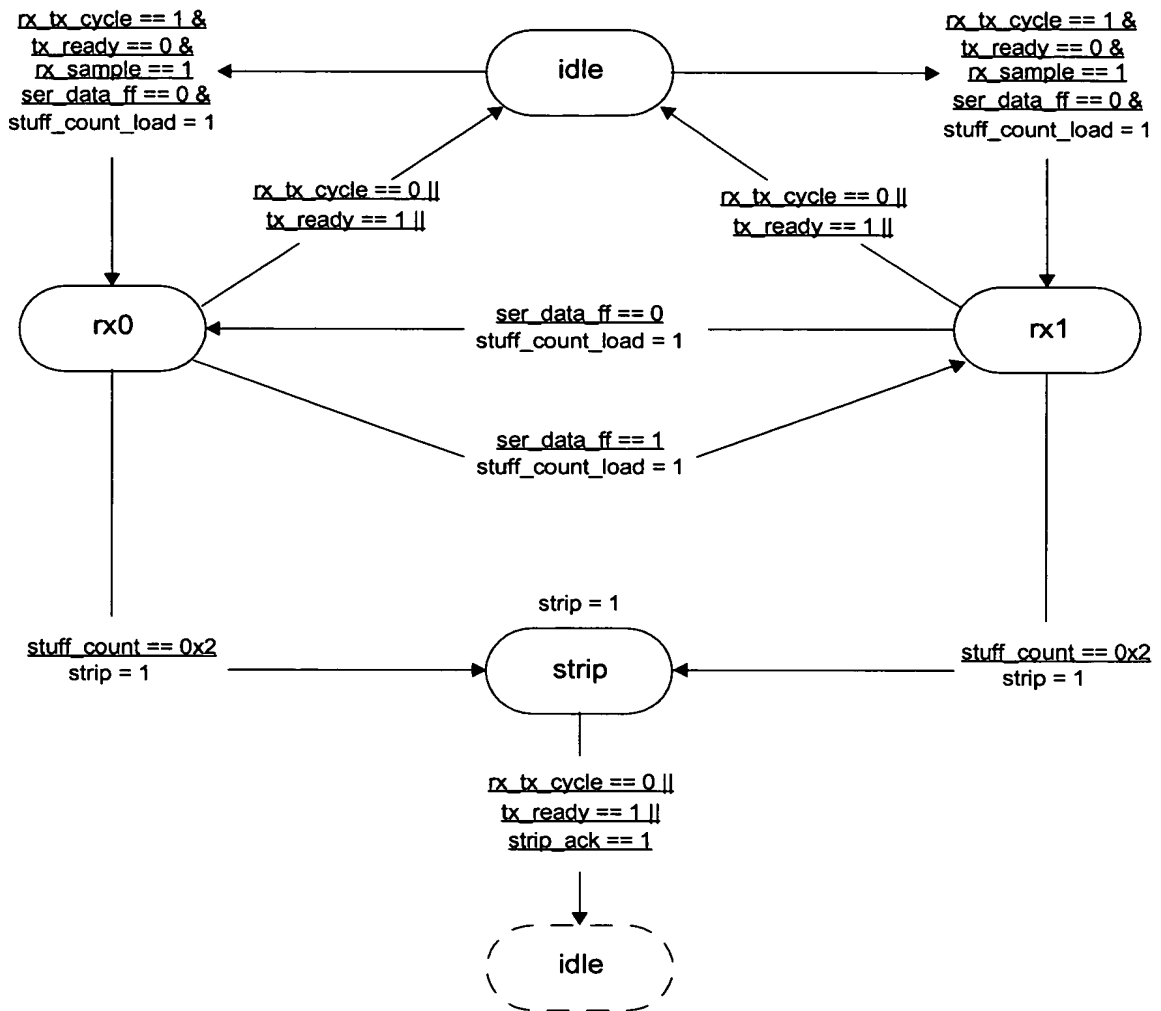 rx_tx_cycle == 1 &
tx_ready == 0 &
rx_sample == 1
ser_data_ff == 0 &
stuff_count_load = 1
idle
rx_tx_cycle == 1 &
tx_ready == 0 &
rx_sample == 1
ser_data_ff == 0 &
stuff_count_load = 1
rx_tx_cycle == 0 ||
tx_ready == 1 ||
rx_tx_cycle == 0 ||
tx_ready == 1 ||
rx0
ser_data_ff == 0
stuff_count_load = 1
rx1
ser_data_ff == 1
stuff_count_load = 1
strip = 1
stuff_count == 0x2
strip = 1
strip
stuff_count == 0x2
strip = 1
rx_tx_cycle == 0 ||
tx_ready == 1 ||
strip_ack == 1
idle